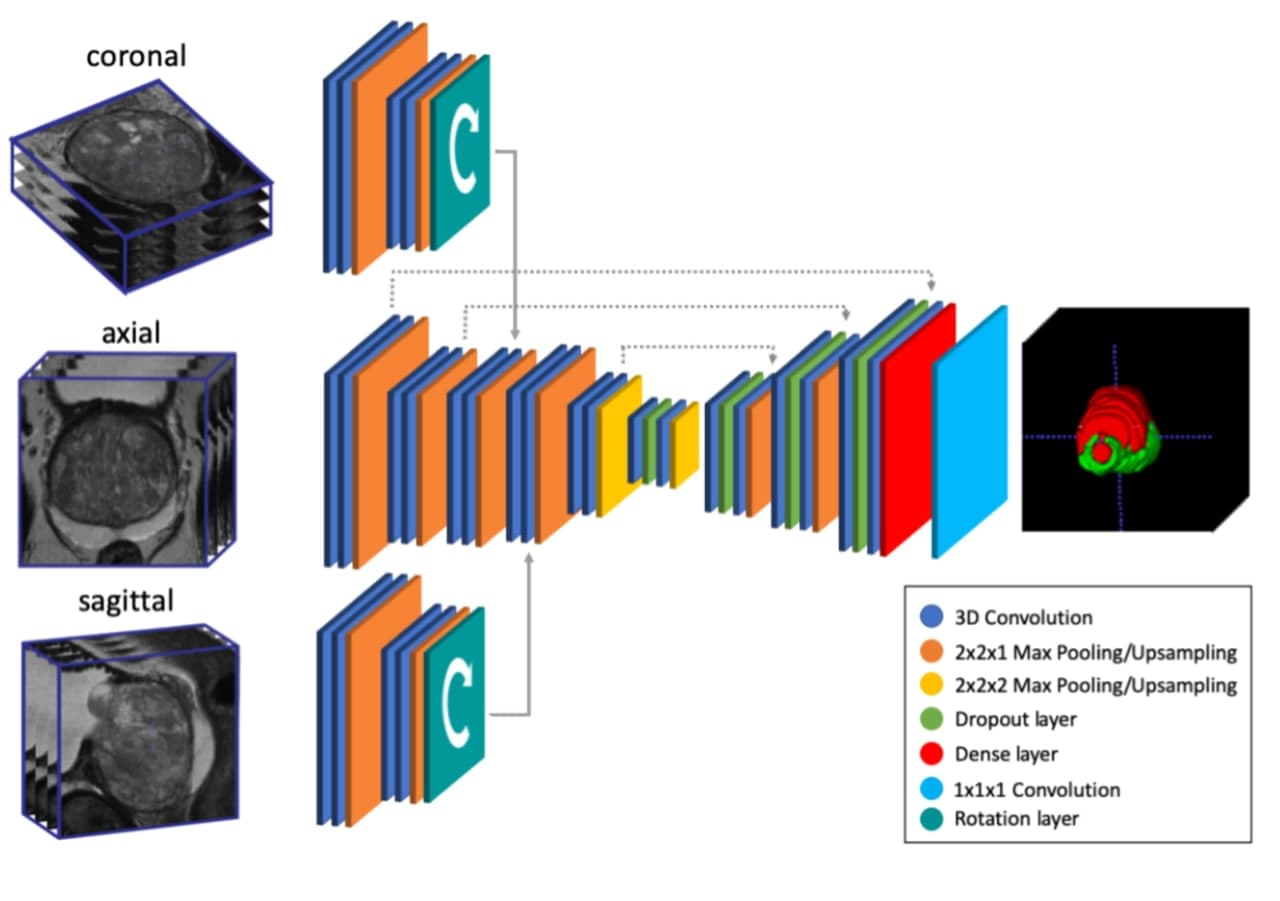 coronal
C
axial
sagittal
C
3D Convolution
2x2x1 Max Pooling/Upsampling
2x2x2 Max Pooling/Upsampling
Dropout layer
Dense layer
1x1x1 Convolution
Rotation layer